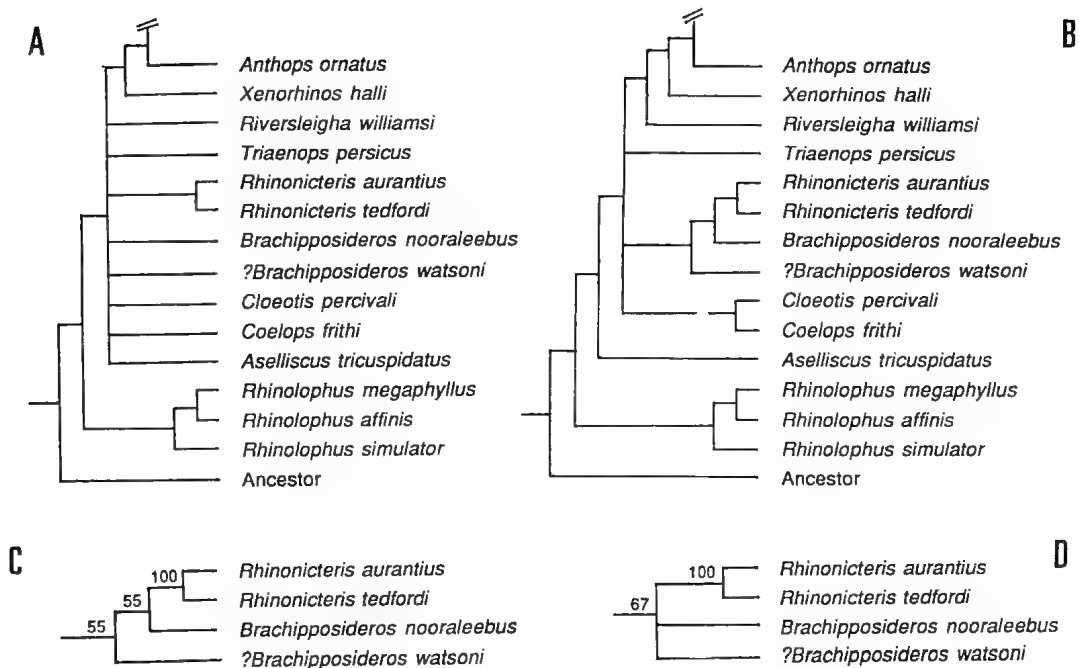 A
Anthops ornatus
Xenorhinos halli
Riversleigha williamsi
Triaenops persicus
Rhinonicteris aurantius
Rhinonicteris tedfordi
Brachipposideros nooraleebus
?Brachipposideros watsoni
Cloeotis percivali
Coelops frithi
Aselliscus tricuspidatus
Rhinolophus megaphyllus
Rhinolophus affinis
Rhinolophus simulator
Ancestor
B
Anthops ornatus
Xenorhinos halli
Riversleigha williamsi
Triaenops persicus
Rhinonicteris aurantius
Rhinonicteris tedfordi
Brachipposideros nooraleebus
?Brachipposideros watsoni
Cloeotis percivali
Coelops frithi
Aselliscus tricuspidatus
Rhinolophus megaphyllus
Rhinolophus affinis
Rhinolophus simulator
Ancestor
C
100
55
55
Rhinonicteris aurantius
Rhinonicteris tedfordi
Brachipposideros nooraleebus
?Brachipposideros watsoni
D
100
67
Rhinonicteris aurantius
Rhinonicteris tedfordi
Brachipposideros nooraleebus
?Brachipposideros watsoni